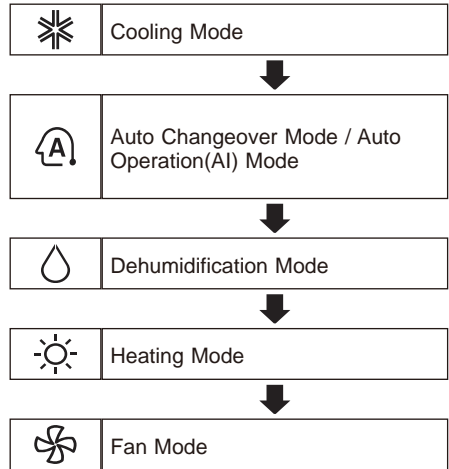 Cooling Mode
A
Auto Changeover Mode / Auto
Operation(AI) Mode
Dehumidification Mode
Heating Mode
Fan Mode